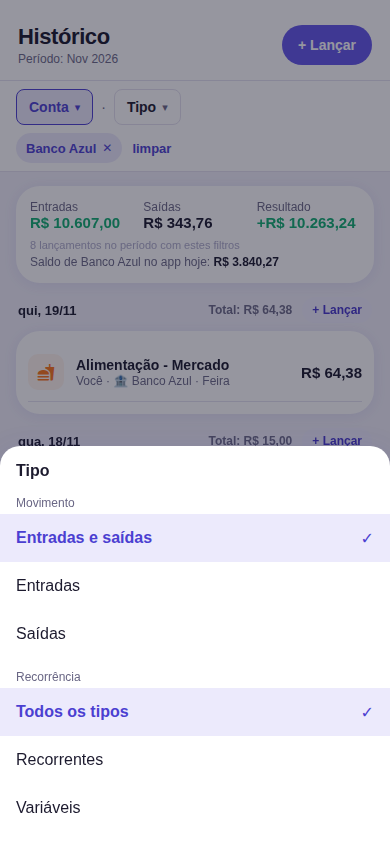 Histórico
Período: Nov 2026
+ Lançar
Conta ▾ · Tipo ▾
Banco Azul ✕ limpar
Entradas Saídas Resultado
R$ 10.607,00 R$ 343,76 +R$ 10.263,24
8 lançamentos no período com estes filtros
Saldo de Banco Azul no app hoje: R$ 3.840,27
qui, 19/11 Total: R$ 64,38 + Lançar
Alimentação - Mercado
Você · 🏦 Banco Azul · Feira
R$ 64,38
qua, 18/11 Total: R$ 15,00 + Lançar
Tipo
Movimento
Entradas e saídas ✓
Entradas
Saídas
Recorrência
Todos os tipos ✓
Recorrentes
Variáveis